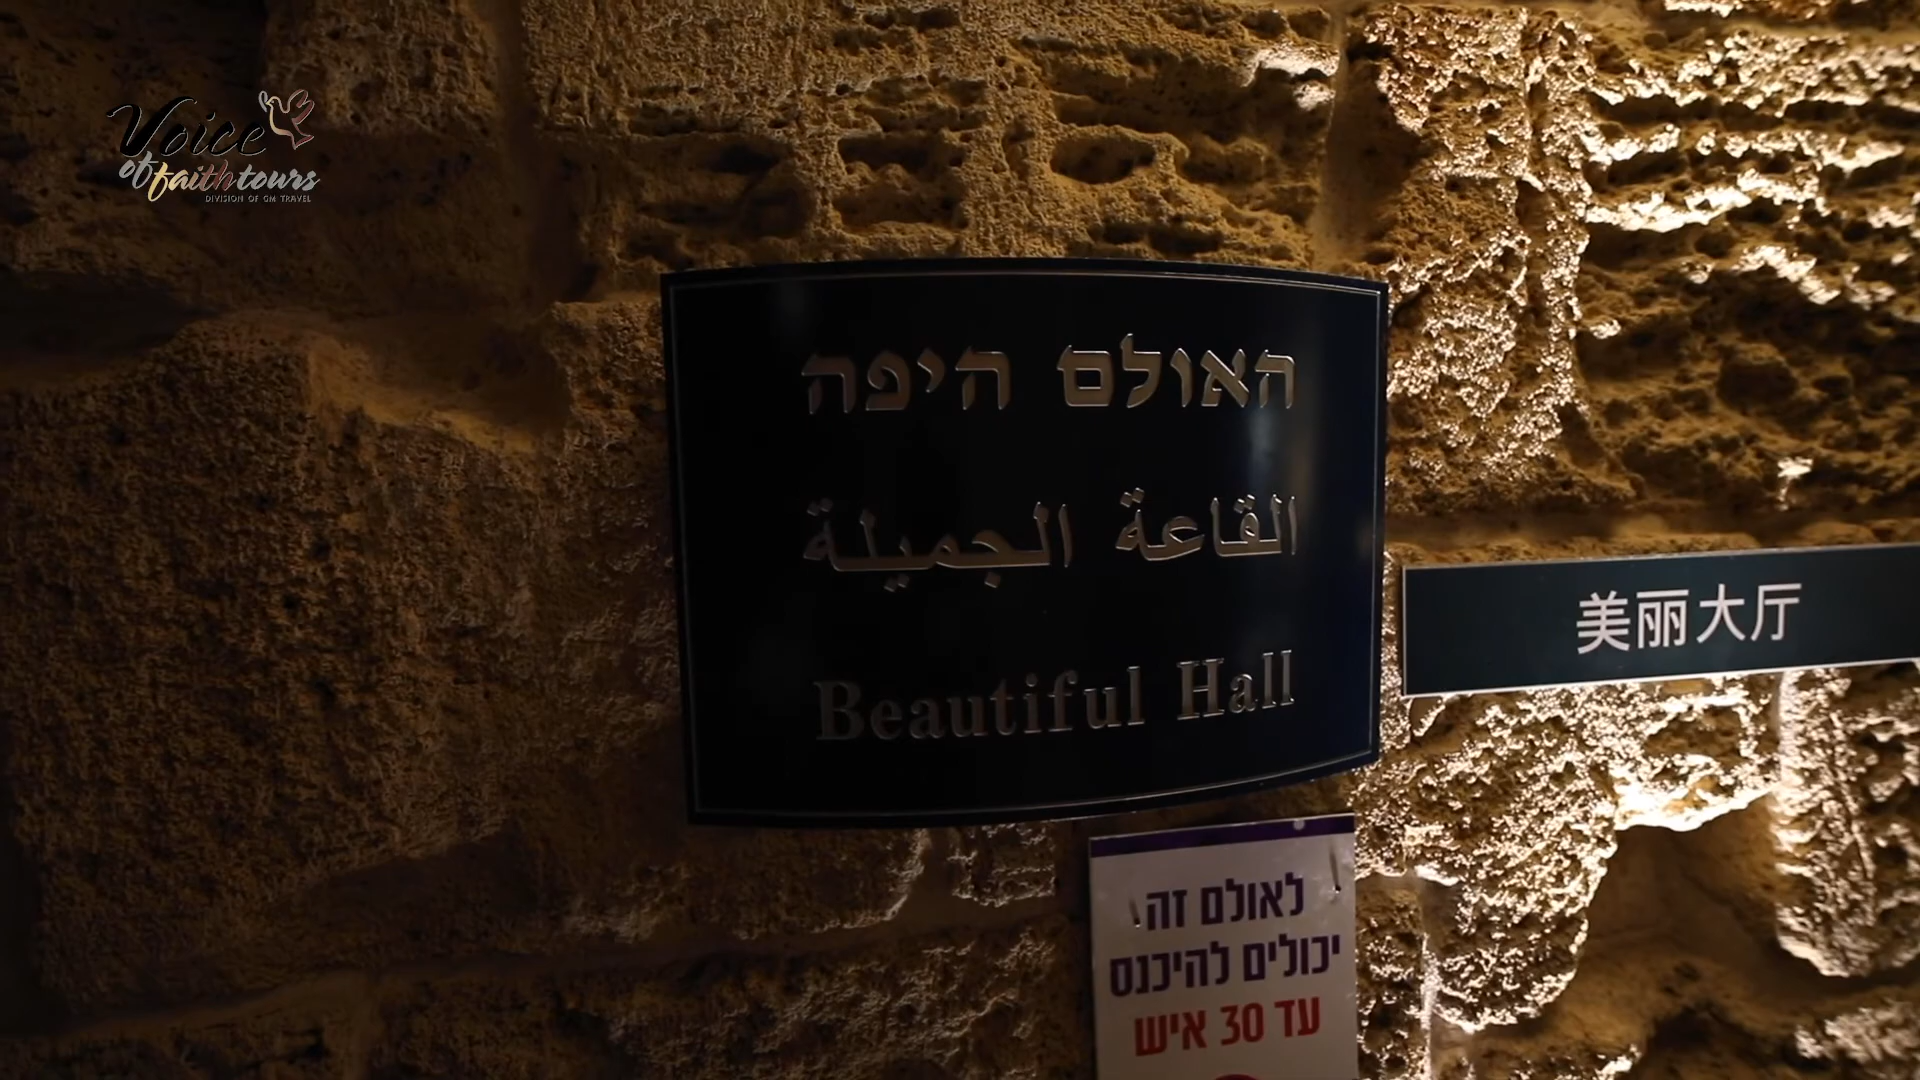 Voice
of faith tours
DIVISION OF GM TRAVEL
האולם היפה
القاعة الجميلة
Beautiful Hall
美丽大厅
לאולם זה
יכולים להיכנס
עד 30 איש